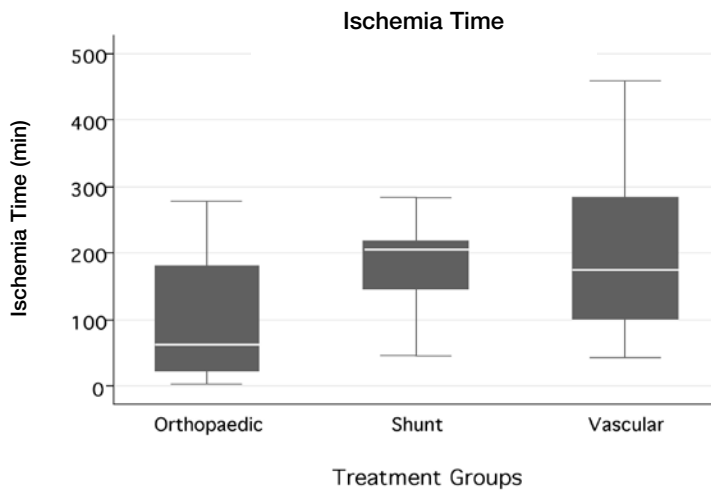 Ischemia Time
500
400
300
200
100
0
Ischemia Time (min)
Orthopaedic Shunt Vascular
Treatment Groups